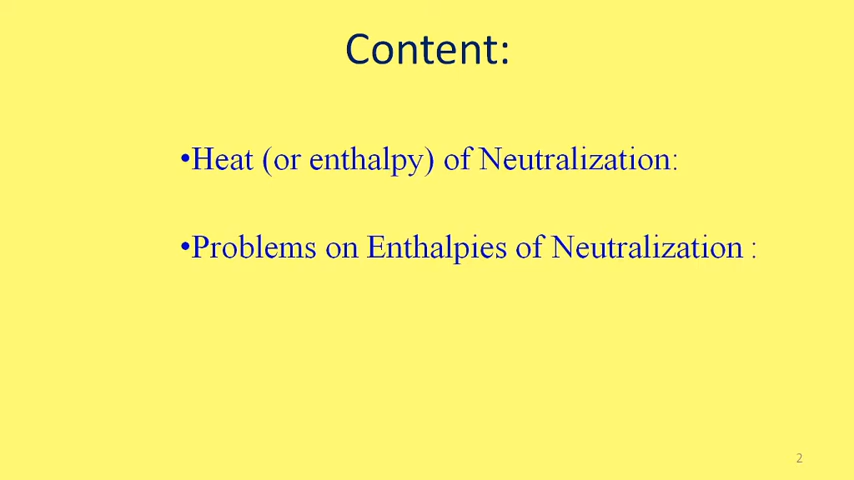 Content:
•Heat (or enthalpy) of Neutralization:
•Problems on Enthalpies of Neutralization :
2